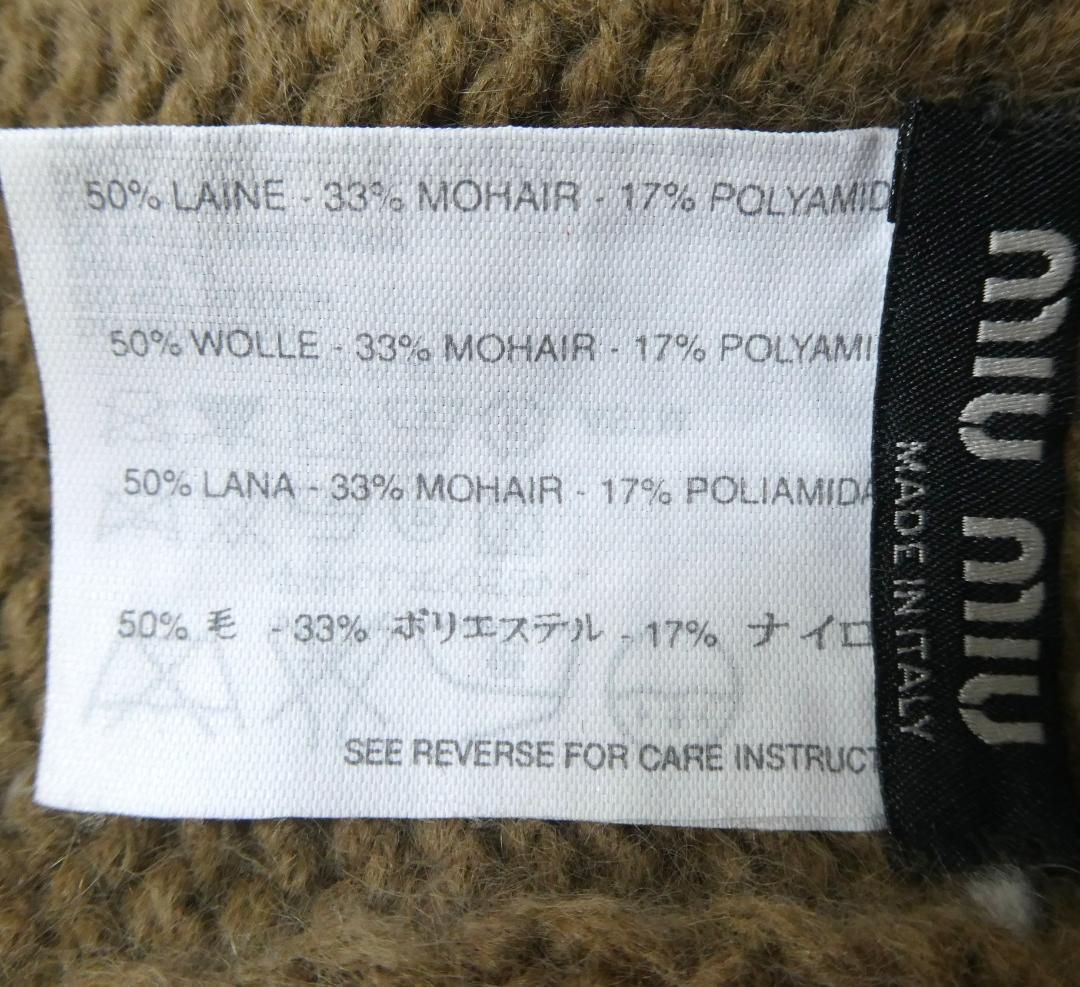 50% LAINE - 33% MOHAIR - 17% POLYAMID
50% WOLLE - 33% MOHAIR - 17% POLYAMI
50% LANA - 33% MOHAIR - 17% POLIAMIDA
50% 毛 - 33% ポリエステル - 17% ナイロ
SEE REVERSE FOR CARE INSTRUCT
miu miu
MADE IN ITALY